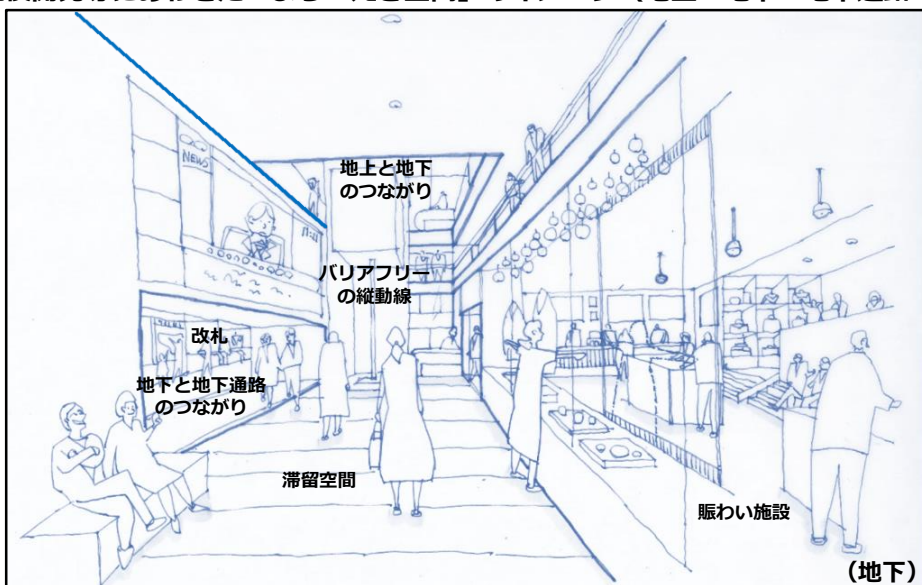 地上と地下
のつながり
NEWS
バリアフリー
の縦動線
改札
地下と地下通路
のつながり
滞留空間
賑わい施設
(地下)